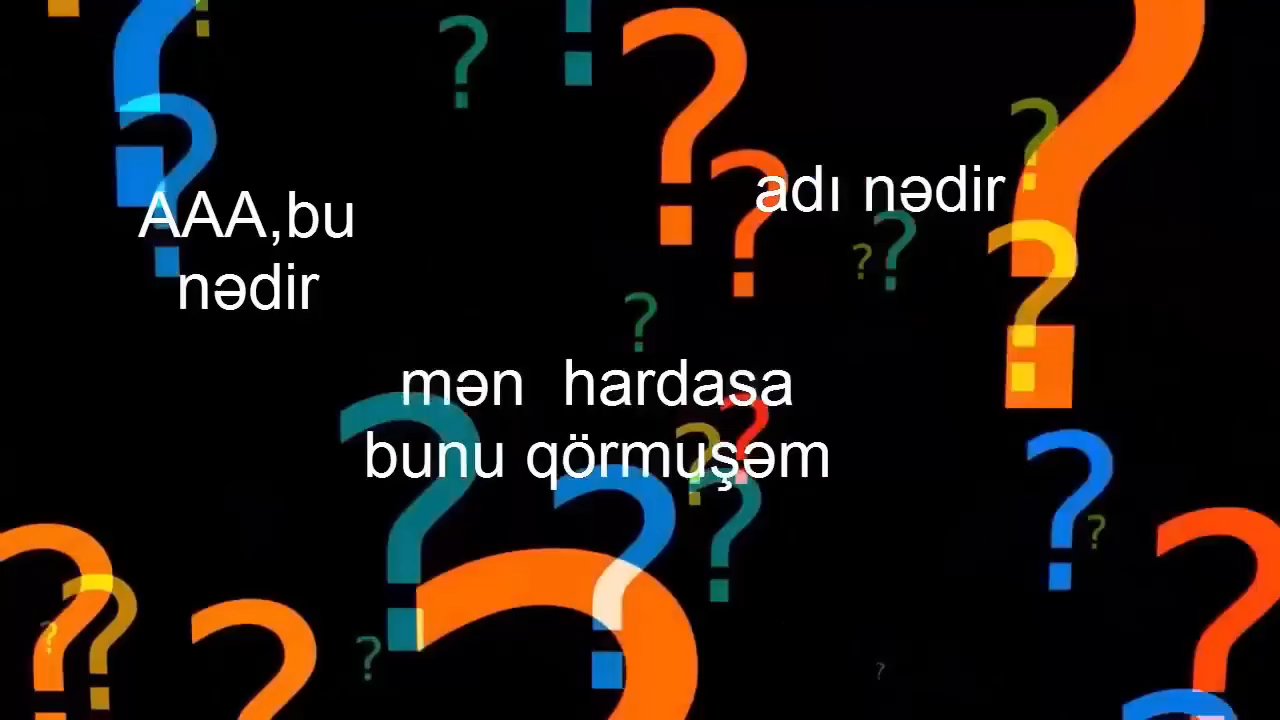 AAA,bu
nədir
adı nədir
mən  hardasa
bunu qörmuşəm